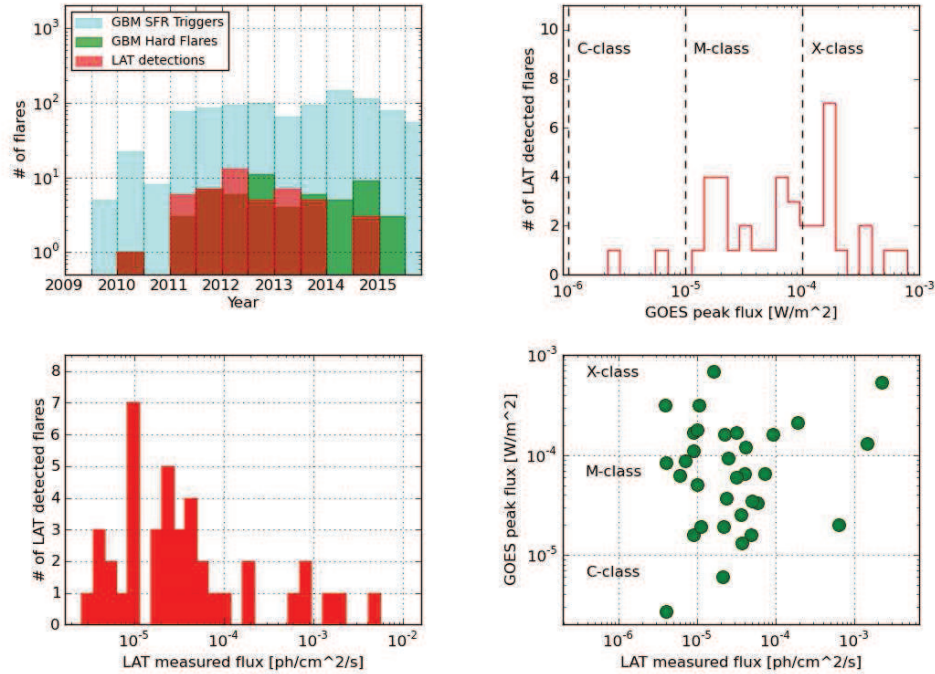 GBM SFR Triggers
GBM Hard Flares
LAT detections
# of flares
10^3
10^2
10^1
10^0
2009 2010 2011 2012 2013 2014 2015
Year
# of LAT detected flares
10
8
6
4
2
0
C-class M-class X-class
10^-6 10^-5 10^-4 10^-3
GOES peak flux [W/m^2]
# of LAT detected flares
8
7
6
5
4
3
2
1
0
10^-5 10^-4 10^-3 10^-2
LAT measured flux [ph/cm^2/s]
GOES peak flux [W/m^2]
10^-3
10^-4
10^-5
X-class
M-class
C-class
10^-6 10^-5 10^-4 10^-3
LAT measured flux [ph/cm^2/s]